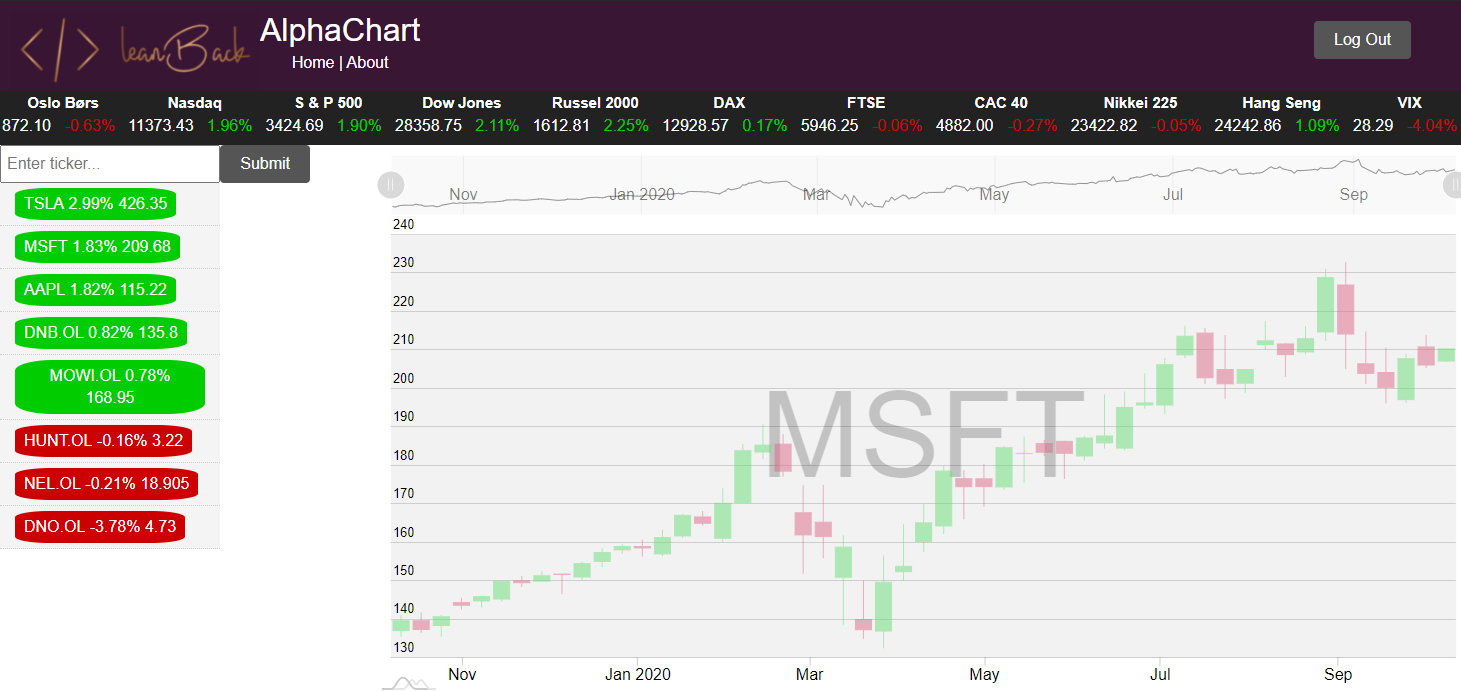 </> leanBack
AlphaChart
Home | About
Log Out
Oslo Børs Nasdaq S & P 500 Dow Jones Russel 2000 DAX FTSE CAC 40 Nikkei 225 Hang Seng VIX
872.10 -0.63% 11373.43 1.96% 3424.69 1.90% 28358.75 2.11% 1612.81 2.25% 12928.57 0.17% 5946.25 -0.06% 4882.00 -0.27% 23422.82 -0.05% 24242.86 1.09% 28.29 -4.04%
Enter ticker... Submit
TSLA 2.99% 426.35
MSFT 1.83% 209.68
AAPL 1.82% 115.22
DNB.OL 0.82% 135.8
MOWI.OL 0.78%
168.95
HUNT.OL -0.16% 3.22
NEL.OL -0.21% 18.905
DNO.OL -3.78% 4.73
Nov Jan 2020 Mar May Jul Sep
240
230
220
210
200
190
180
170
160
150
140
130
MSFT
Nov Jan 2020 Mar May Jul Sep